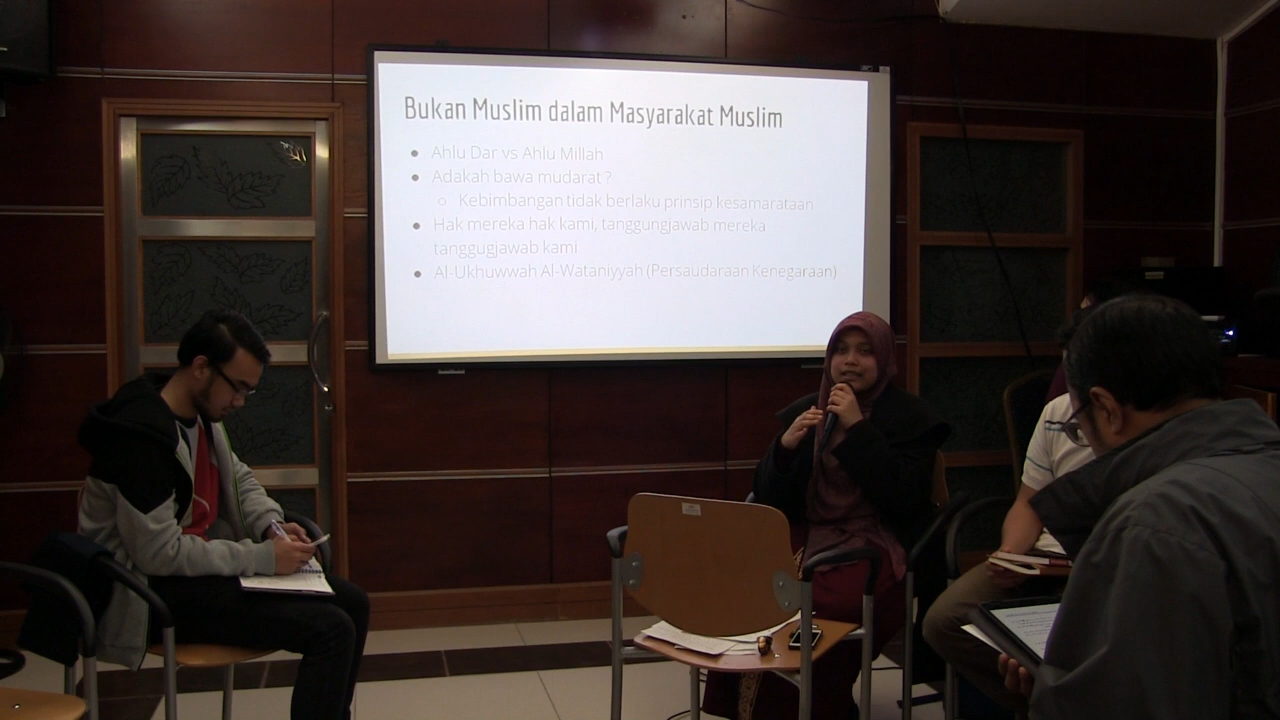 Bukan Muslim dalam Masyarakat Muslim
Ahlu Dar vs Ahlu Millah
Adakah bawa mudarat ?
Kebimbangan tidak berlaku prinsip kesamarataan
Hak mereka hak kami, tanggungjawab mereka
tanggugjawab kami
Al-Ukhuwwah Al-Wataniyyah (Persaudaraan Kenegaraan)